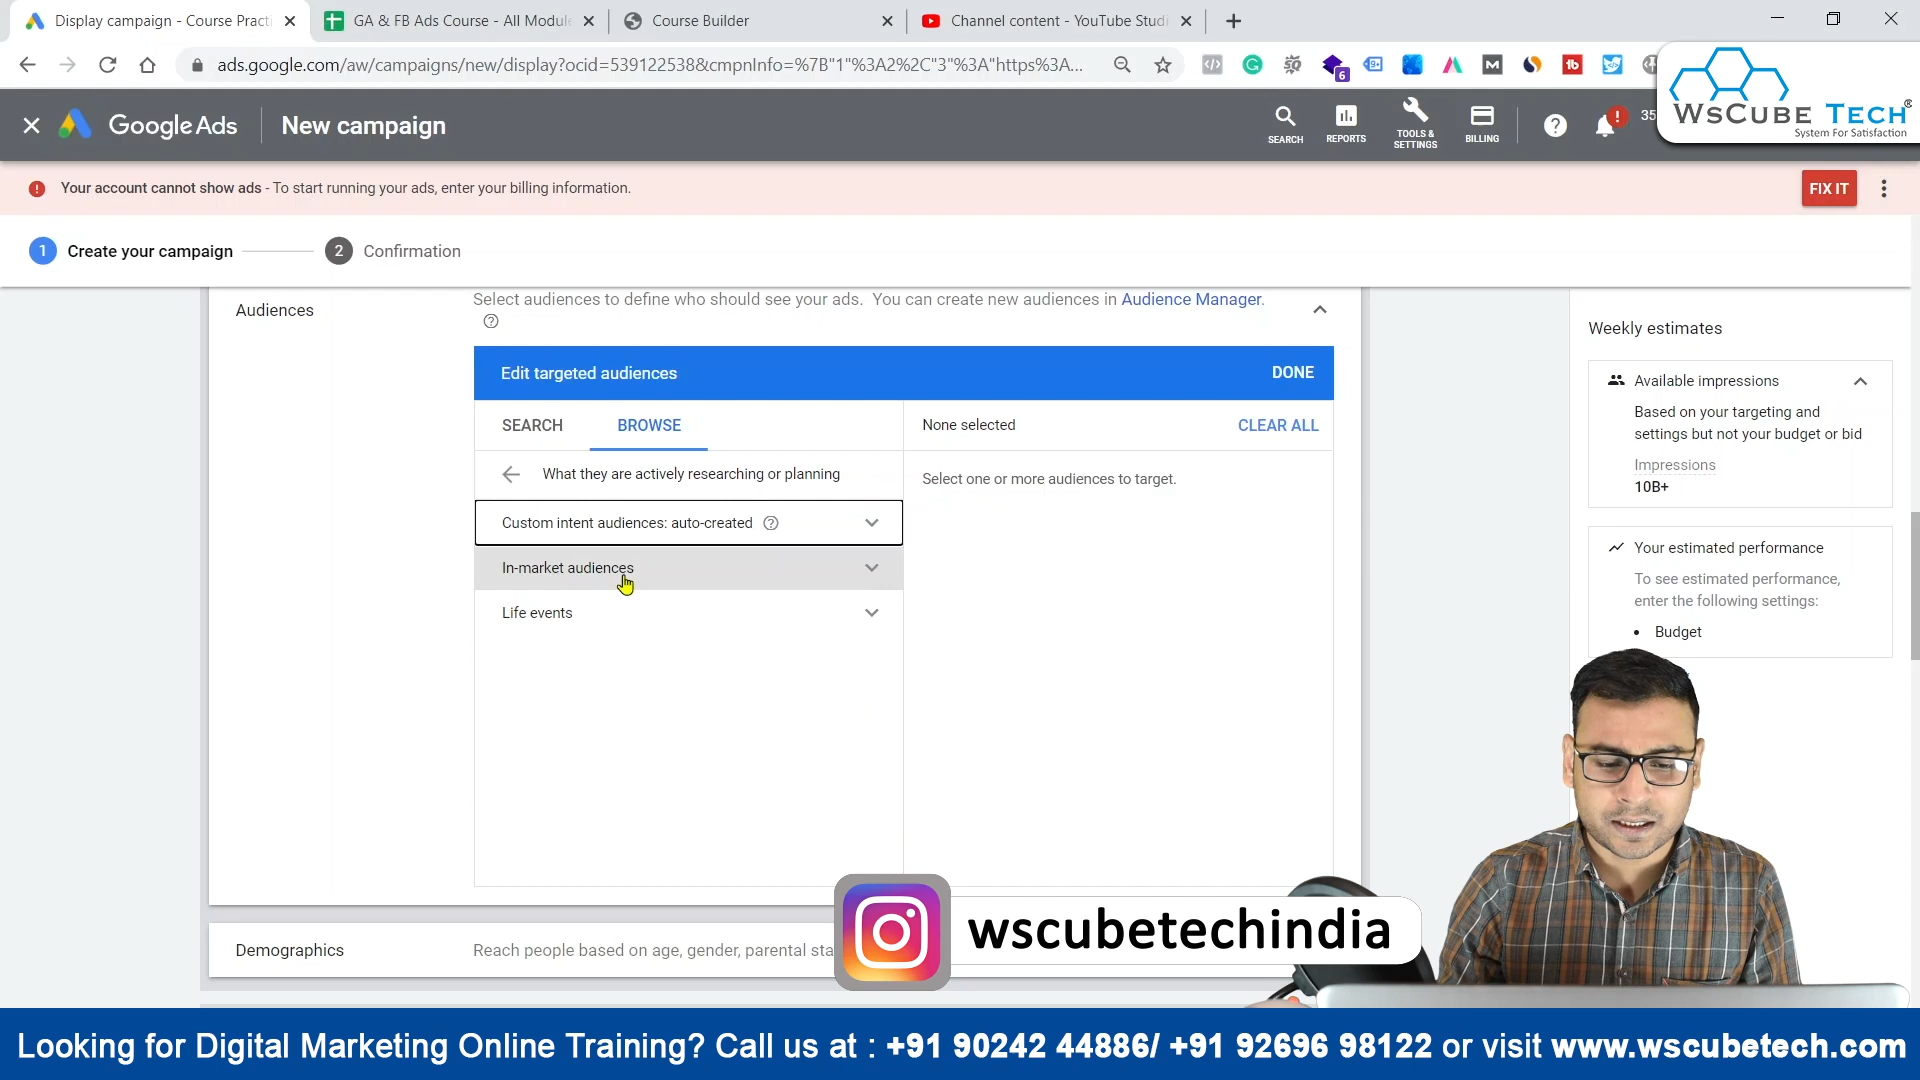 Display campaign - Course Practi
GA & FB Ads Course - All Module
Course Builder
Channel content - YouTube Studi
ads.google.com/aw/campaigns/new/display?ocid=539122538&cmpnInfo=%7B"1"%3A2%2C"3"%3A"https%3A...
WsCube Tech®
System For Satisfaction
Google Ads
New campaign
SEARCH
REPORTS
TOOLS & SETTINGS
BILLING
Your account cannot show ads - To start running your ads, enter your billing information.
FIX IT
1 Create your campaign
2 Confirmation
Audiences
Select audiences to define who should see your ads. You can create new audiences in Audience Manager.
Edit targeted audiences
DONE
SEARCH
BROWSE
None selected
CLEAR ALL
What they are actively researching or planning
Select one or more audiences to target.
Custom intent audiences: auto-created
In-market audiences
Life events
Weekly estimates
Available impressions
Based on your targeting and
settings but not your budget or bid
Impressions
10B+
Your estimated performance
To see estimated performance,
enter the following settings:
• Budget
Demographics
Reach people based on age, gender, parental sta
wscubetechindia
Looking for Digital Marketing Online Training? Call us at : +91 90242 44886/ +91 92696 98122 or visit www.wscubetech.com